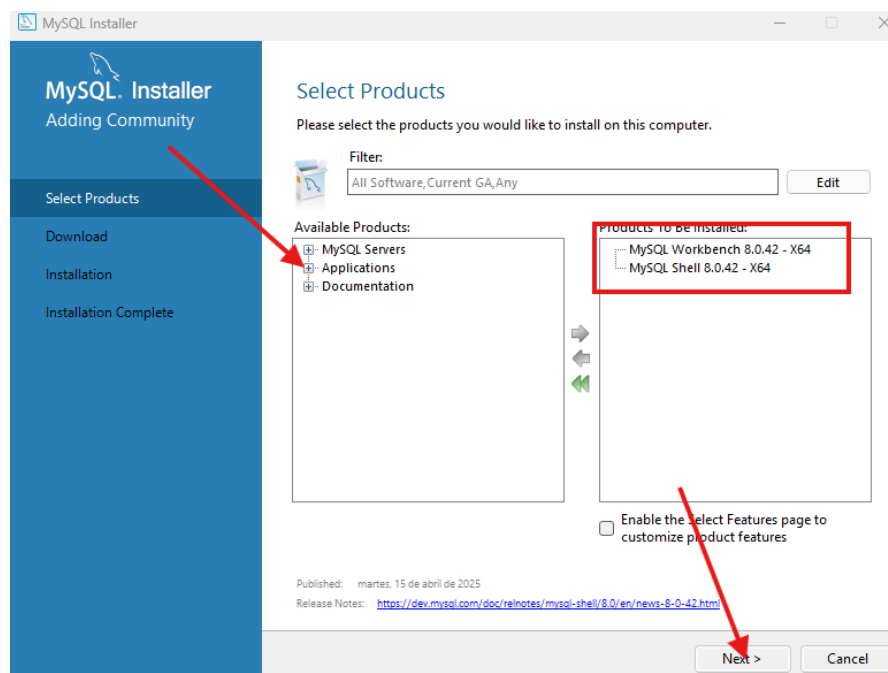 MySQL Installer
MySQL. Installer
Adding Community
Select Products
Download
Installation
Installation Complete
Select Products
Please select the products you would like to install on this computer.
Filter:
All Software,Current GA,Any
Edit
Available Products:
MySQL Servers
Applications
Documentation
Products To Be Installed:
MySQL Workbench 8.0.42 - X64
MySQL Shell 8.0.42 - X64
Enable the Select Features page to
customize product features
Published: martes, 15 de abril de 2025
Release Notes: https://dev.mysql.com/doc/relnotes/mysql-shell/8.0/en/news-8-0-42.html
Next >
Cancel